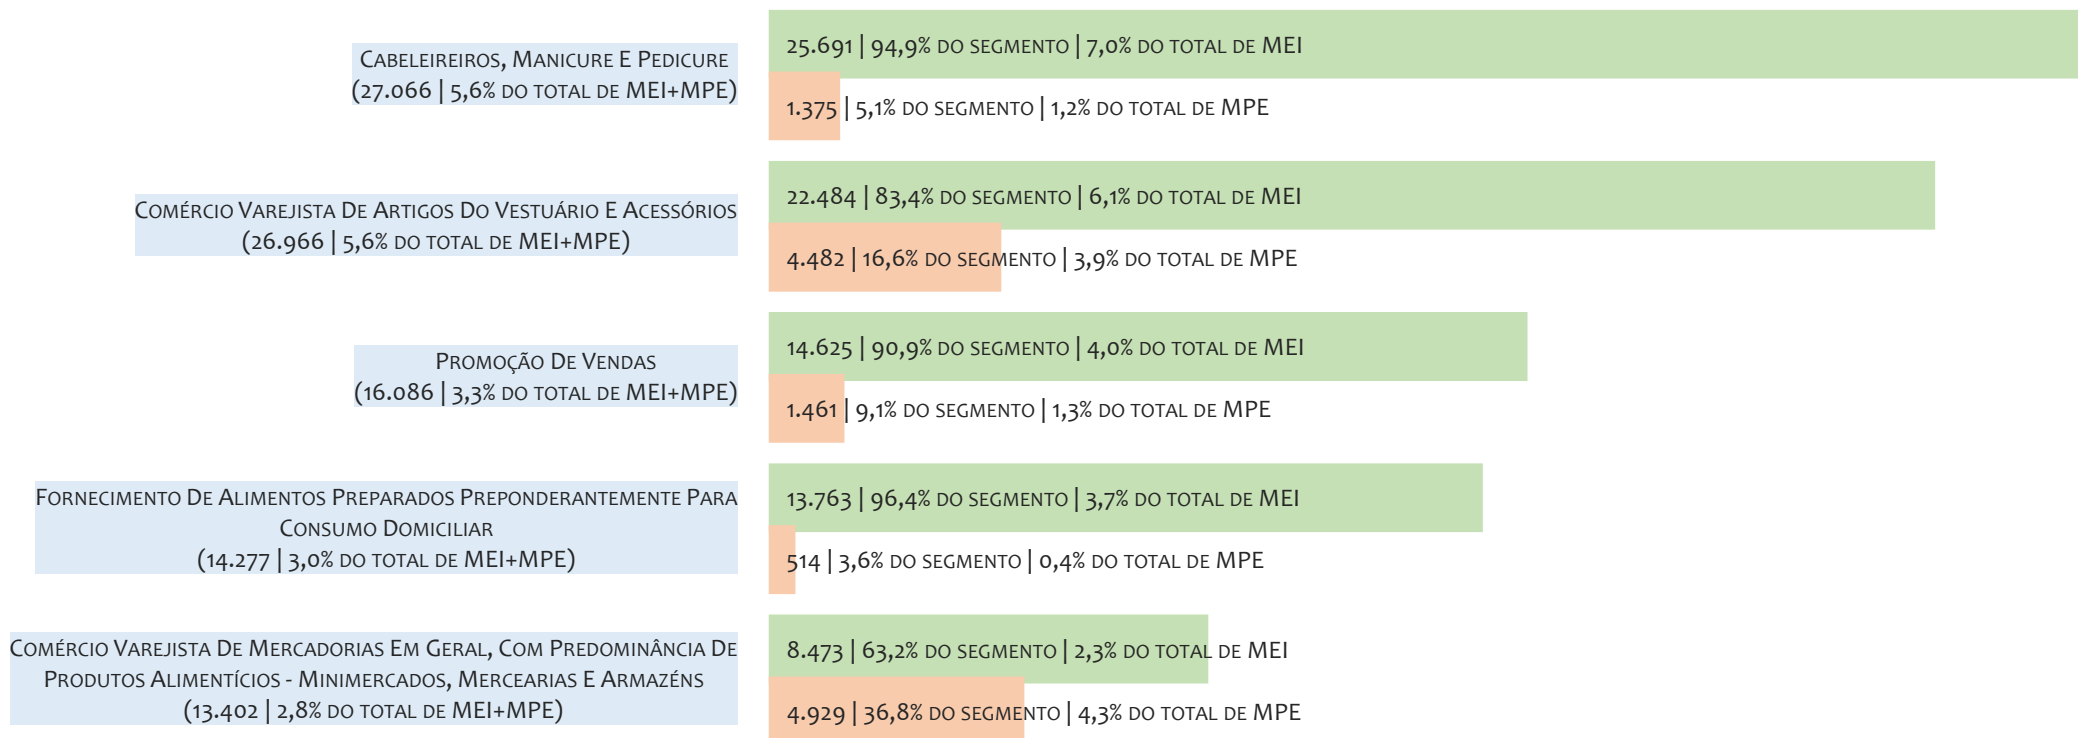 Cabeleireiros, Manicure E Pedicure
(27.066 | 5,6% do total de MEI+MPE)
25.691 | 94,9% do segmento | 7,0% do total de MEI
1.375 | 5,1% do segmento | 1,2% do total de MPE
Comércio Varejista De Artigos Do Vestuário E Acessórios
(26.966 | 5,6% do total de MEI+MPE)
22.484 | 83,4% do segmento | 6,1% do total de MEI
4.482 | 16,6% do segmento | 3,9% do total de MPE
Promoção De Vendas
(16.086 | 3,3% do total de MEI+MPE)
14.625 | 90,9% do segmento | 4,0% do total de MEI
1.461 | 9,1% do segmento | 1,3% do total de MPE
Fornecimento De Alimentos Preparados Preponderantemente Para
Consumo Domiciliar
(14.277 | 3,0% do total de MEI+MPE)
13.763 | 96,4% do segmento | 3,7% do total de MEI
514 | 3,6% do segmento | 0,4% do total de MPE
Comércio Varejista De Mercadorias Em Geral, Com Predominância De
Produtos Alimentícios - Minimercados, Mercearias E Armazéns
(13.402 | 2,8% do total de MEI+MPE)
8.473 | 63,2% do segmento | 2,3% do total de MEI
4.929 | 36,8% do segmento | 4,3% do total de MPE